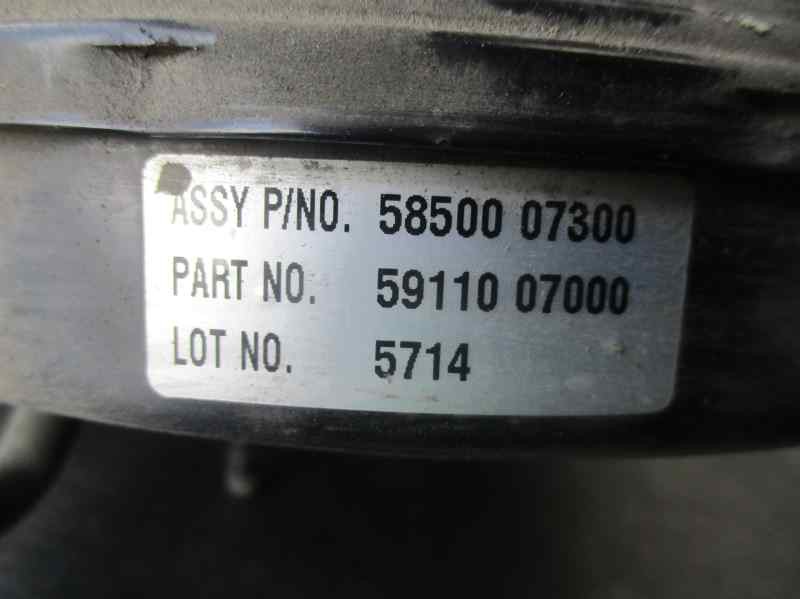 ASSY P/NO. 58500 07300
PART NO. 59110 07000
LOT NO. 5714